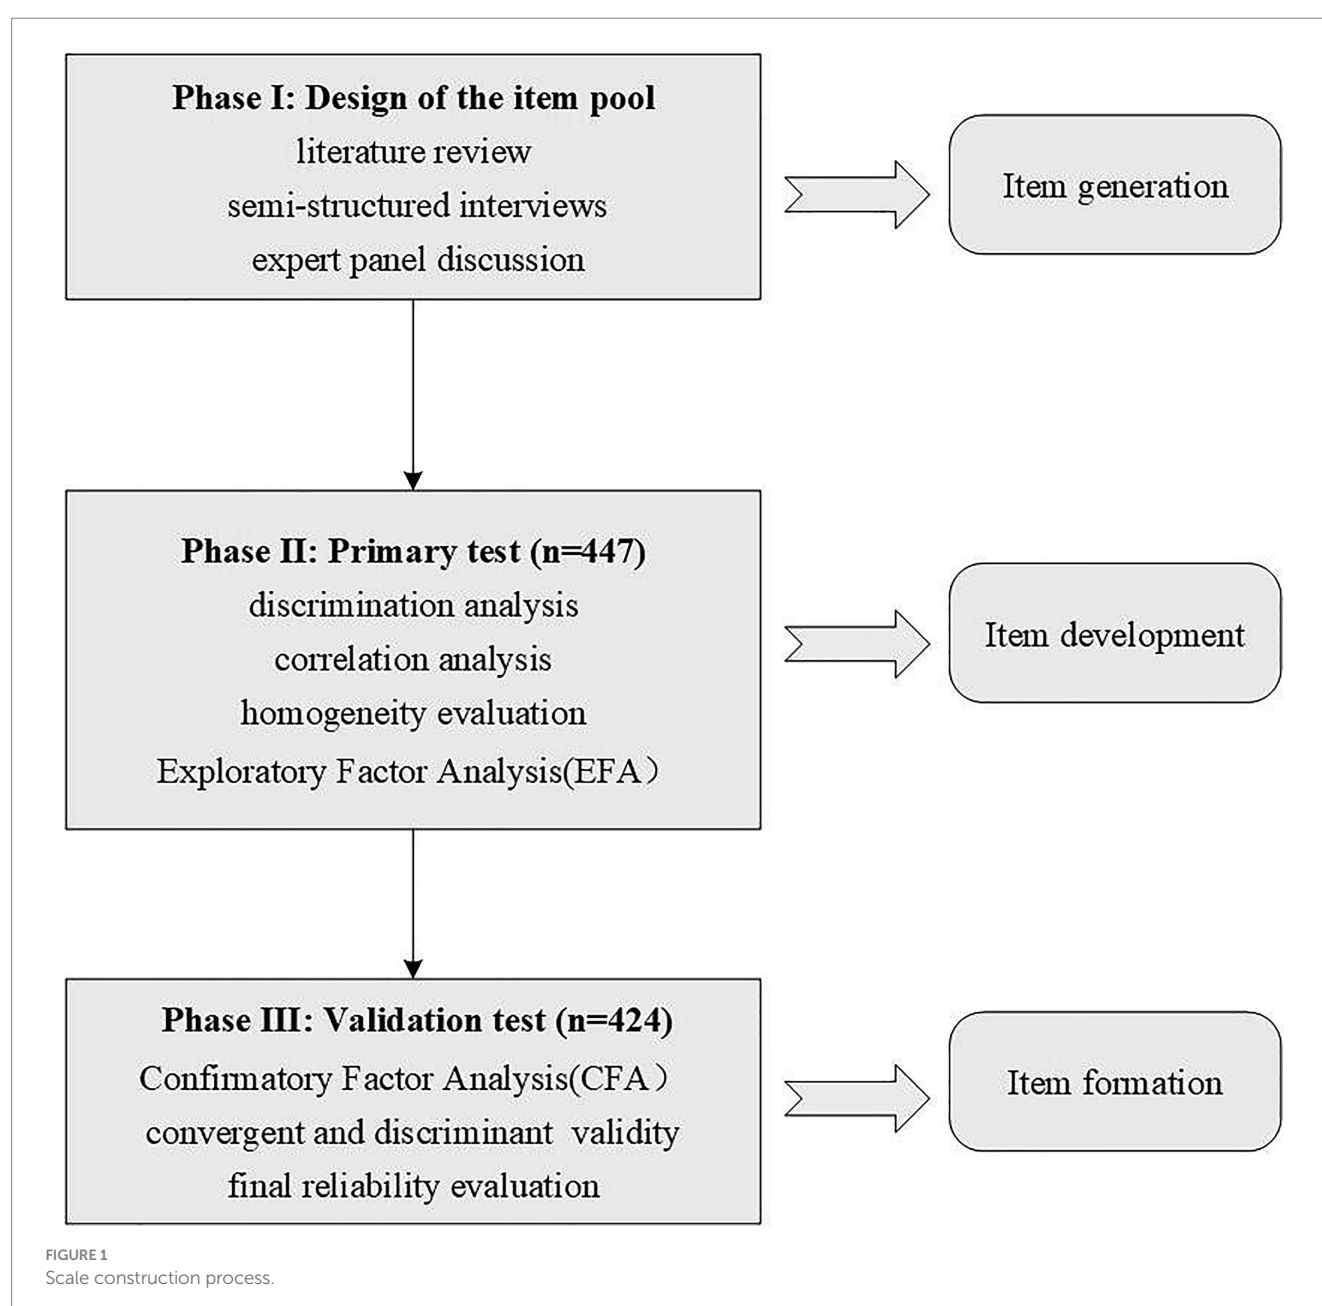 Phase I: Design of the item pool
literature review
semi-structured interviews
expert panel discussion
Item generation
Phase II: Primary test (n=447)
discrimination analysis
correlation analysis
homogeneity evaluation
Exploratory Factor Analysis(EFA）
Item development
Phase III: Validation test (n=424)
Confirmatory Factor Analysis(CFA）
convergent and discriminant  validity
final reliability evaluation
Item formation
FIGURE 1
Scale construction process.